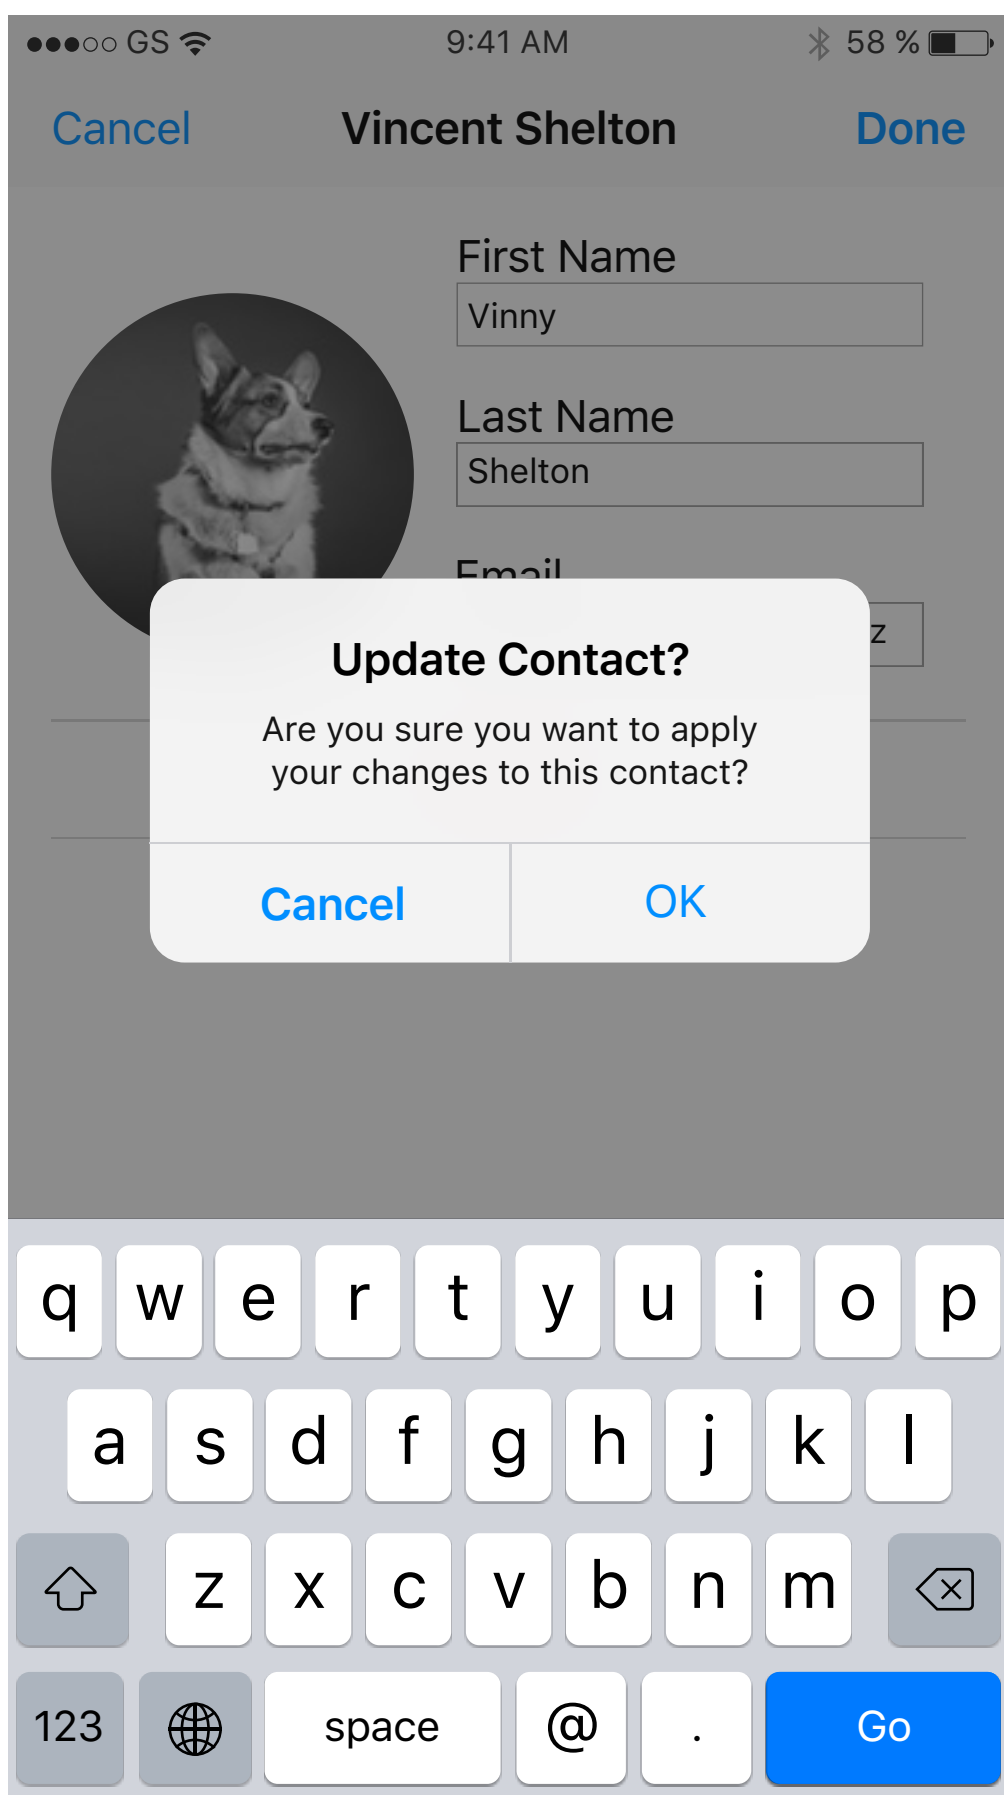 GS 9:41 AM 58 %
Cancel Vincent Shelton Done
First Name
Vinny
Last Name
Shelton
Email
z
Update Contact?
Are you sure you want to apply
your changes to this contact?
Cancel OK
q w e r t y u i o p
a s d f g h j k l
z x c v b n m
123 space @ . Go